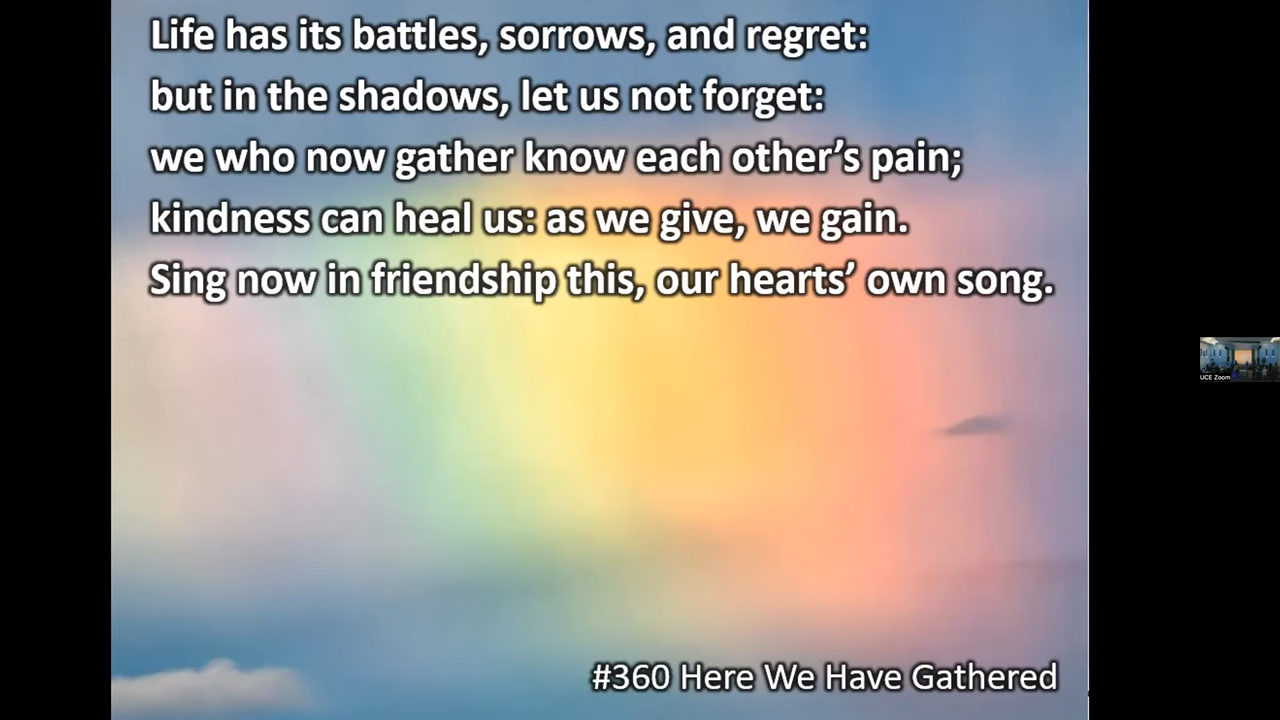 Life has its battles, sorrows, and regret:
but in the shadows, let us not forget:
we who now gather know each other’s pain;
kindness can heal us: as we give, we gain.
Sing now in friendship this, our hearts’ own song.
UCE Zoom
#360 Here We Have Gathered